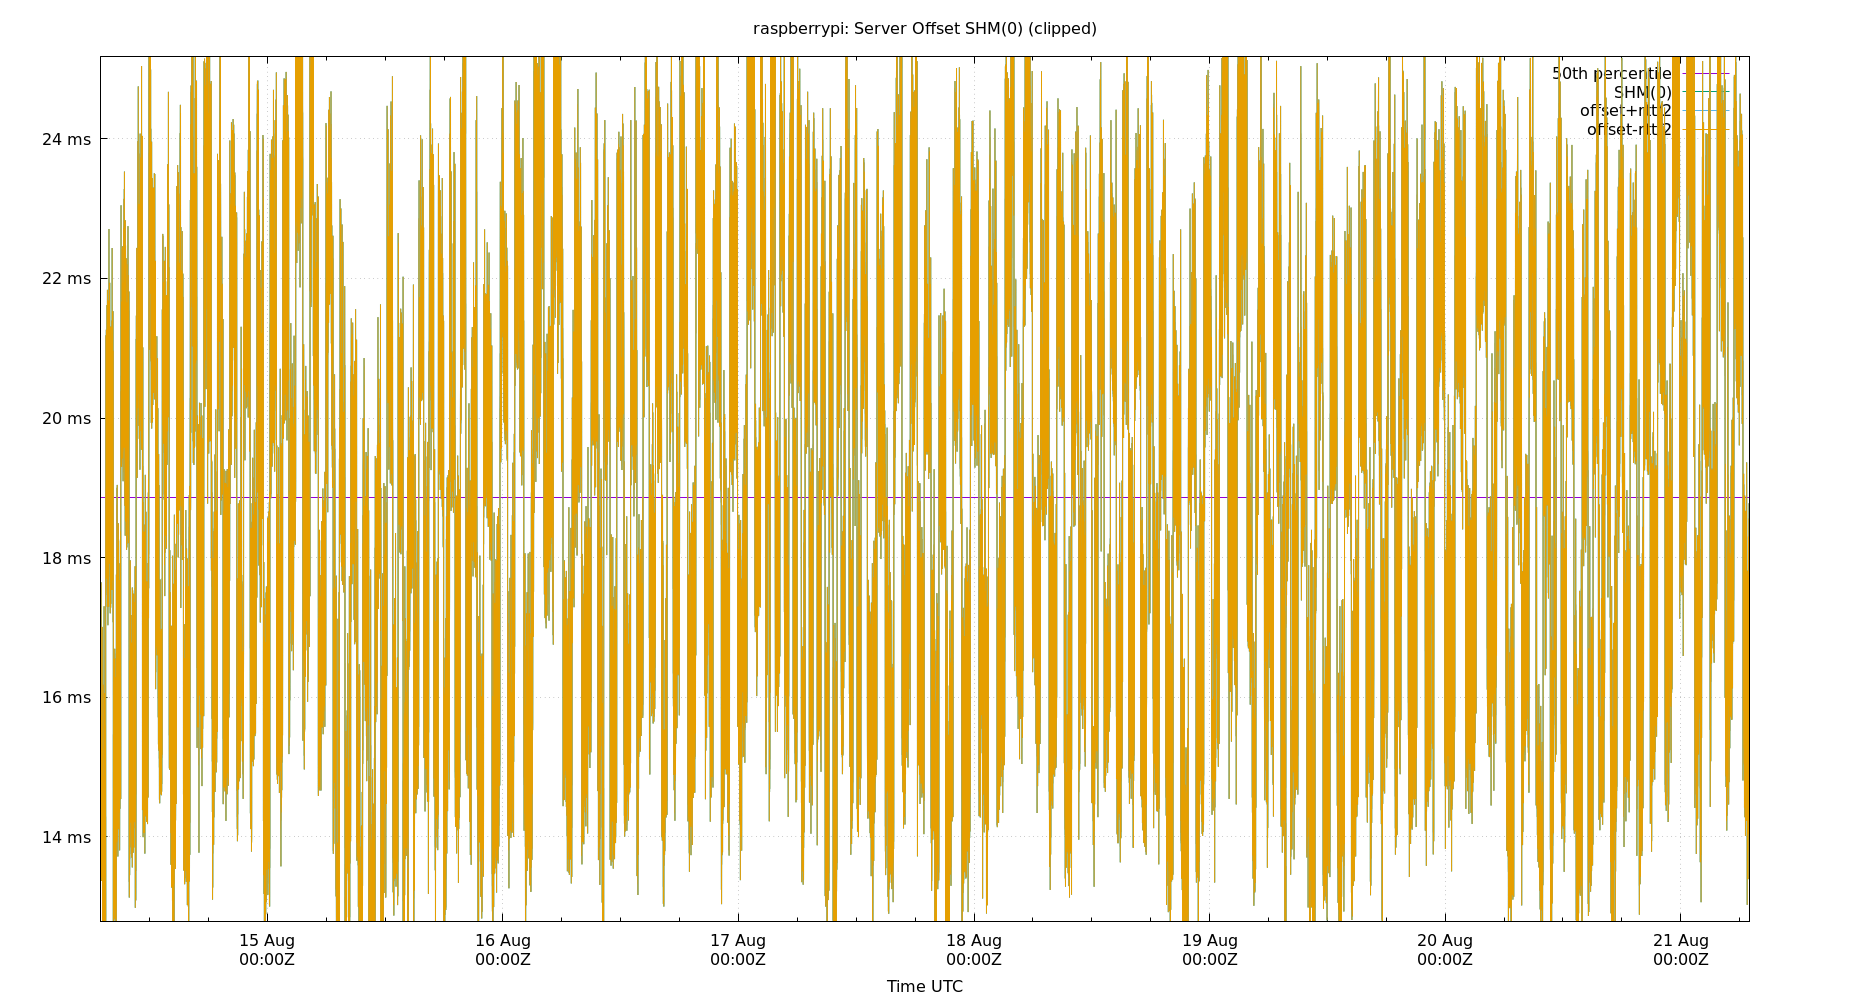 raspberrypi: Server Offset SHM(0) (clipped)
50th percentile
SHM(0)
offset+rtt/2
offset-rtt/2
24 ms
22 ms
20 ms
18 ms
16 ms
14 ms
15 Aug 16 Aug 17 Aug 18 Aug 19 Aug 20 Aug 21 Aug
00:00Z 00:00Z 00:00Z 00:00Z 00:00Z 00:00Z 00:00Z
Time UTC